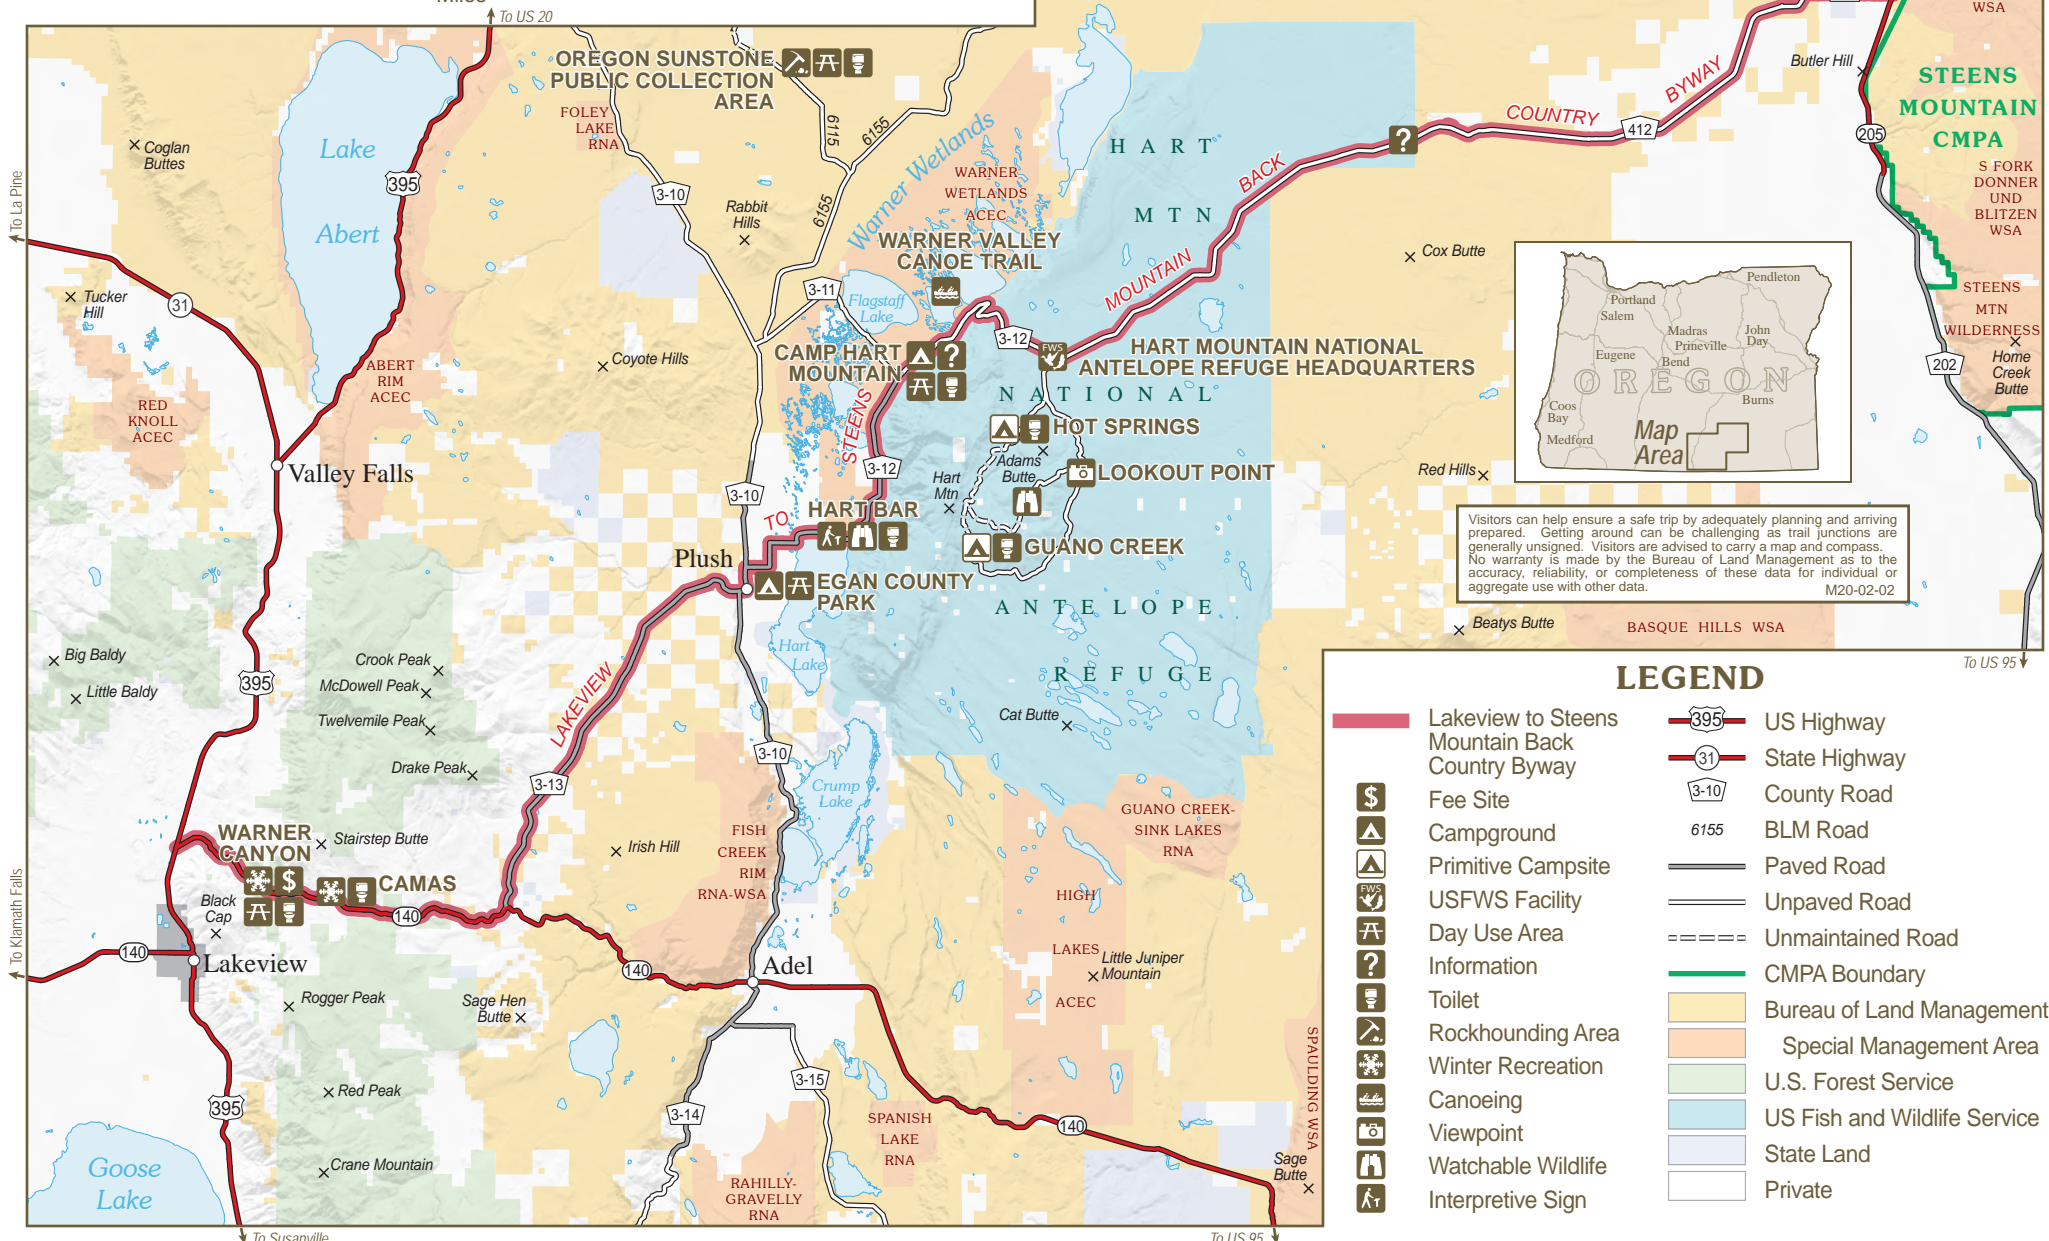 To US 20
OREGON SUNSTONE
PUBLIC COLLECTION
AREA
FOLEY
LAKE
RNA
Coglan
Buttes
Lake
Abert
395
To La Pine
31
Tucker
Hill
RED
KNOLL
ACEC
ABERT
RIM
ACEC
Valley Falls
3-10
Rabbit
Hills
6115
6155
6155
Coyote Hills
3-11
Warner Wetlands
WARNER
WETLANDS
ACEC
WARNER VALLEY
CANOE TRAIL
Flagstaff
Lake
CAMP HART
MOUNTAIN
?
3-12
FWS
HART MOUNTAIN NATIONAL
ANTELOPE REFUGE HEADQUARTERS
HART
MTN
NATIONAL
ANTELOPE
REFUGE
HOT SPRINGS
Adams
Butte
LOOKOUT POINT
Hart
Mtn
GUANO CREEK
3-12
HART BAR
3-10
Plush
EGAN COUNTY
PARK
Hart
Lake
Cat Butte
LAKEVIEW
TO
STEENS
MOUNTAIN
BACK
COUNTRY
BYWAY
?
412
Butler Hill
WSA
205
STEENS
MOUNTAIN
CMPA
S FORK
DONNER
UND
BLITZEN
WSA
STEENS
MTN
WILDERNESS
Home
Creek
Butte
202
Cox Butte
Red Hills
Beatys Butte
BASQUE HILLS WSA
To US 95
Portland
Salem
Pendleton
Madras
Prineville
John
Day
Eugene
Bend
OREGON
Burns
Coos
Bay
Medford
Map
Area
Visitors can help ensure a safe trip by adequately planning and arriving
prepared. Getting around can be challenging as trail junctions are
generally unsigned. Visitors are advised to carry a map and compass.
No warranty is made by the Bureau of Land Management as to the
accuracy, reliability, or completeness of these data for individual or
aggregate use with other data.
M20-02-02
Big Baldy
Little Baldy
395
Crook Peak
McDowell Peak
Twelvemile Peak
Drake Peak
3-13
3-10
Crump
Lake
WARNER
CANYON
Stairstep Butte
$
CAMAS
Black
Cap
140
Irish Hill
FISH
CREEK
RIM
RNA-WSA
GUANO CREEK-
SINK LAKES
RNA
HIGH
LAKES
ACEC
Little Juniper
Mountain
To Klamath Falls
140
Lakeview
Rogger Peak
Sage Hen
Butte
140
Adel
3-15
3-14
Red Peak
395
Crane Mountain
Goose
Lake
To Susanville
RAHILLY-
GRAVELLY
RNA
SPANISH
LAKE
RNA
140
SPAULDING WSA
Sage
Butte
To US 95
LEGEND
Lakeview to Steens
Mountain Back
Country Byway
$ Fee Site
Campground
Primitive Campsite
FWS USFWS Facility
Day Use Area
? Information
Toilet
Rockhounding Area
Winter Recreation
Canoeing
Viewpoint
Watchable Wildlife
Interpretive Sign
395 US Highway
31 State Highway
3-10 County Road
6155 BLM Road
Paved Road
Unpaved Road
Unmaintained Road
CMPA Boundary
Bureau of Land Management
Special Management Area
U.S. Forest Service
US Fish and Wildlife Service
State Land
Private